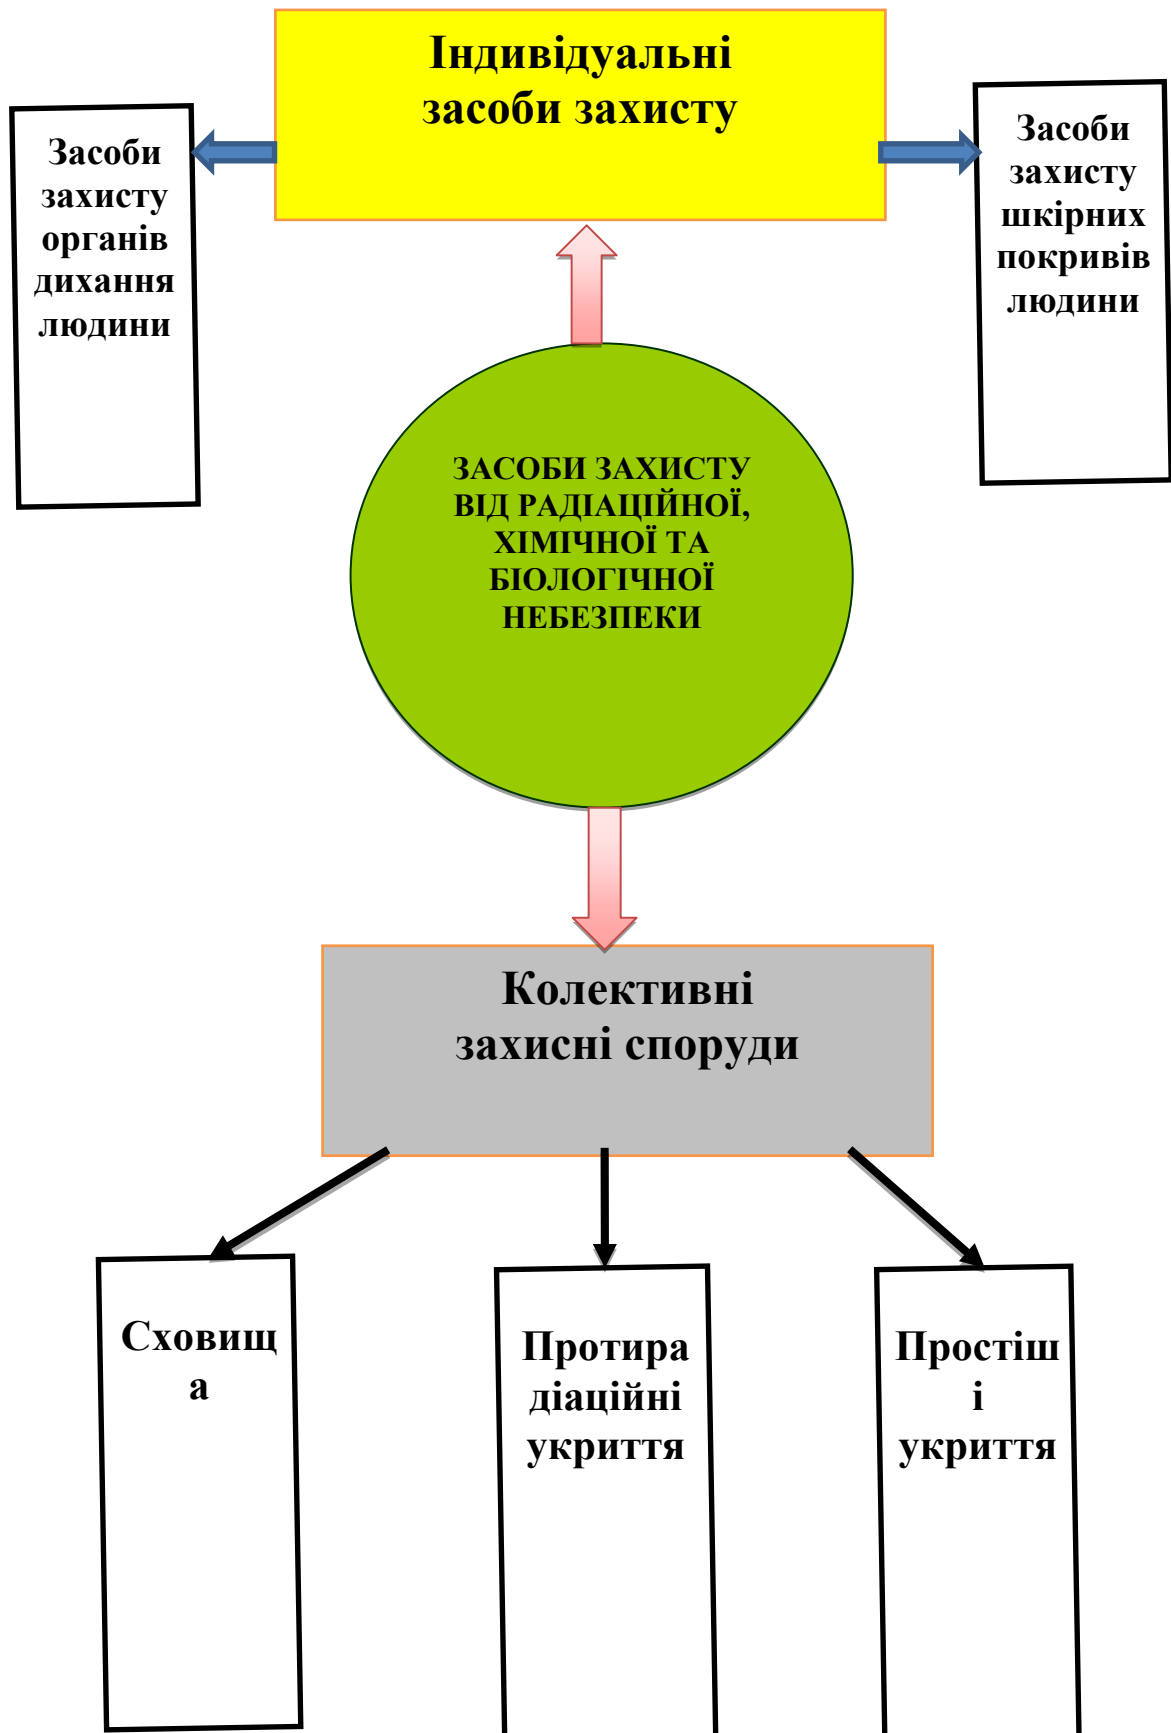 Індивідуальні
засоби захисту
Засоби
захисту
органів
дихання
людини
Засоби
захисту
шкірних
покривів
людини
ЗАСОБИ ЗАХИСТУ
ВІД РАДІАЦІЙНОЇ,
ХІМІЧНОЇ ТА
БІОЛОГІЧНОЇ
НЕБЕЗПЕКИ
Колективні
захисні споруди
Сховищ
а
Протира
діаційні
укриття
Простіш
і
укриття